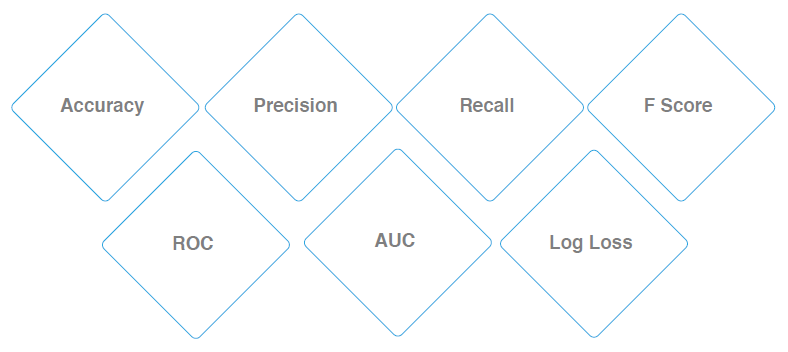 Accuracy
Precision
Recall
F Score
ROC
AUC
Log Loss